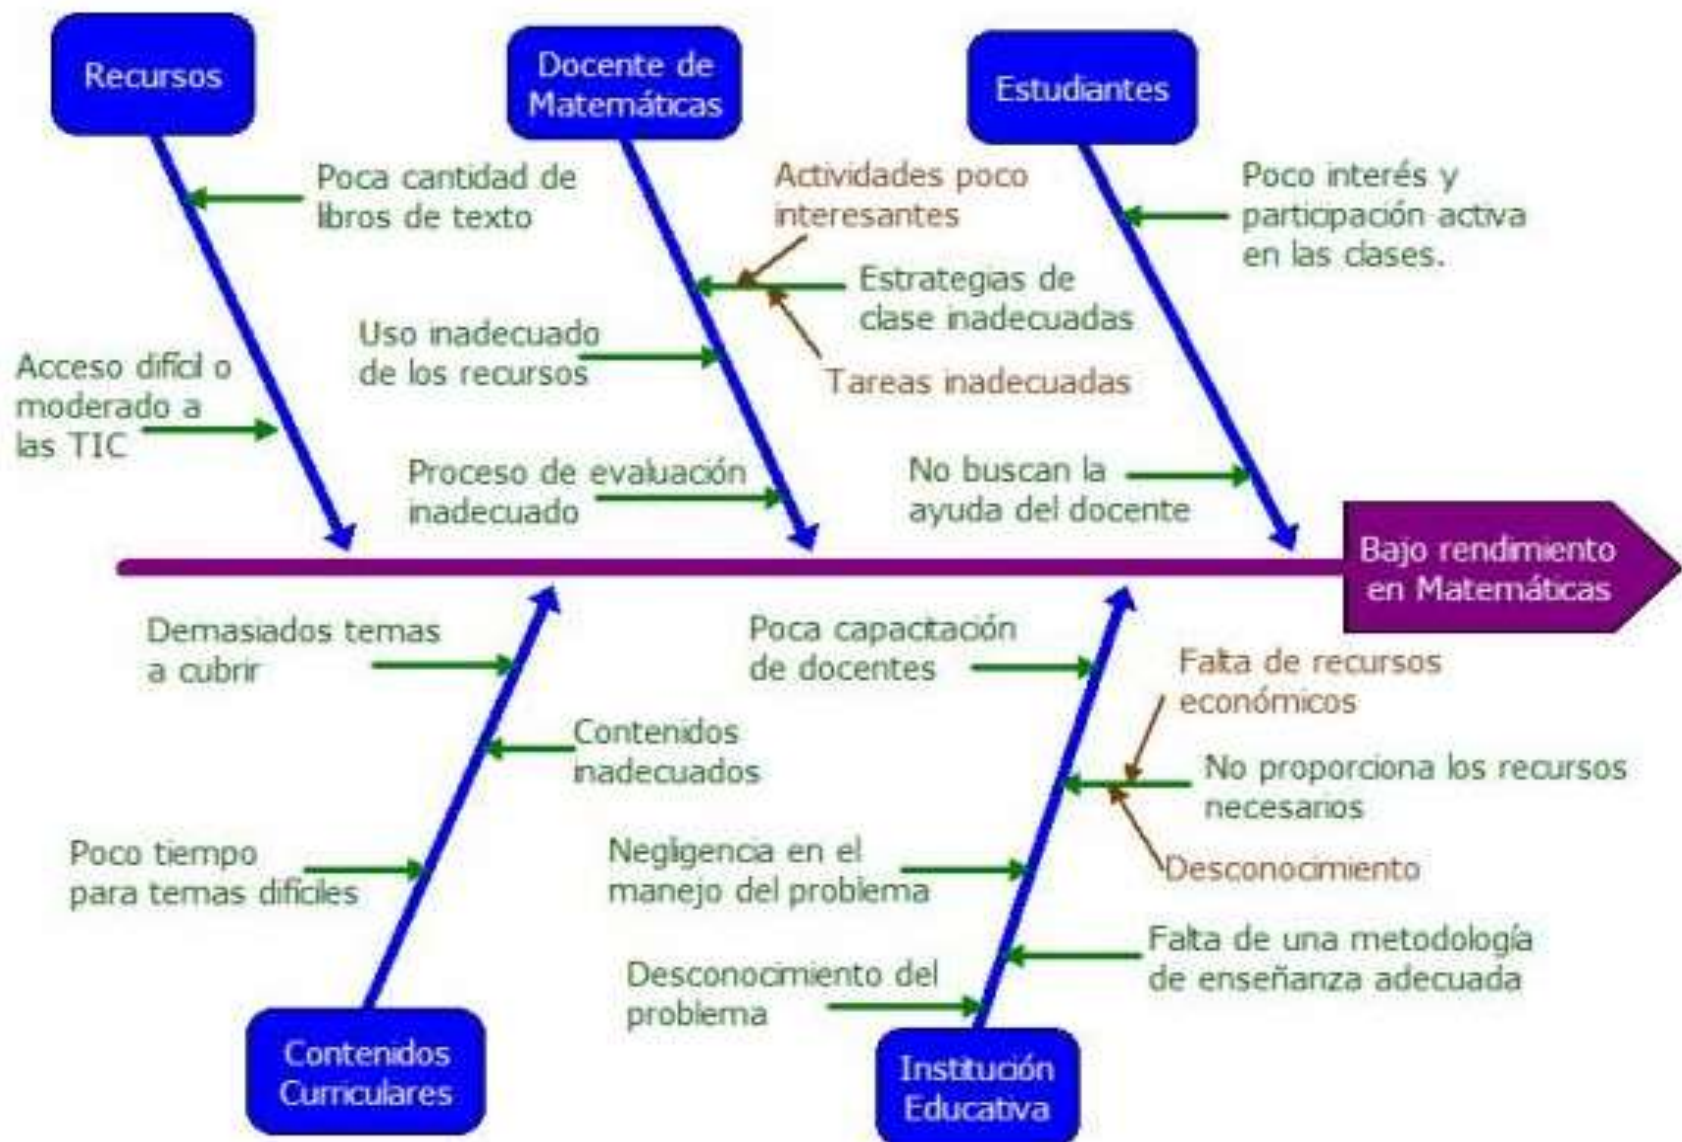 Recursos
Docente de
Matemáticas
Estudiantes
Poca cantidad de
libros de texto
Actividades poco
interesantes
Poco interés y
participación activa
en las clases.
Estrategias de
clase inadecuadas
Uso inadecuado
de los recursos
Tareas inadecuadas
Acceso difícil o
moderado a
las TIC
Proceso de evaluación
inadecuado
No buscan la
ayuda del docente
Bajo rendimiento
en Matemáticas
Demasiados temas
a cubrir
Poca capacitación
de docentes
Falta de recursos
económicos
Contenidos
inadecuados
No proporciona los recursos
necesarios
Poco tiempo
para temas difíciles
Negligencia en el
manejo del problema
Desconocimiento
Falta de una metodología
de enseñanza adecuada
Desconocimiento del
problema
Contenidos
Curriculares
Institución
Educativa